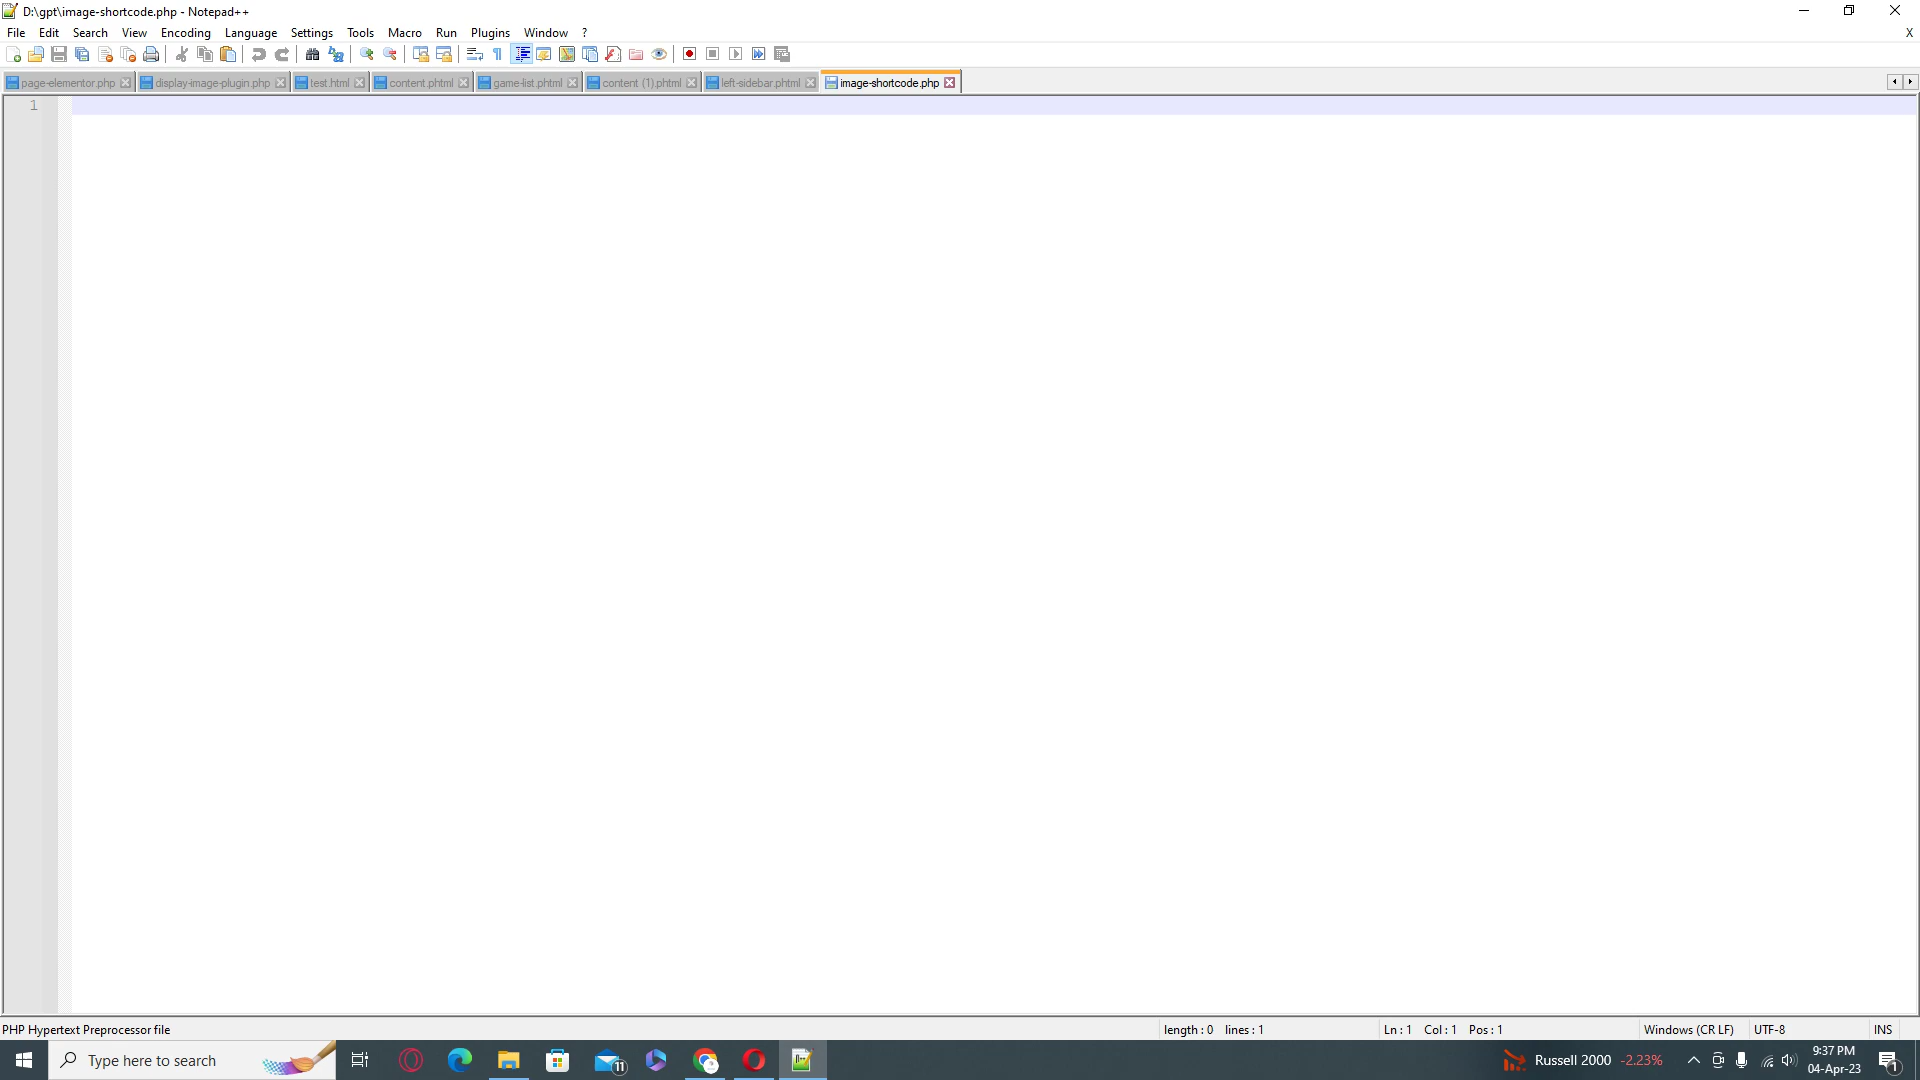 D:\gpt\image-shortcode.php - Notepad++
File Edit Search View Encoding Language Settings Tools Macro Run Plugins Window ? X
page-elementor.php display-image-plugin.php test.html content.phtml game-list.phtml content (1).phtml left-sidebar.phtml image-shortcode.php
1
PHP Hypertext Preprocessor file length : 0 lines : 1 Ln : 1 Col : 1 Pos : 1 Windows (CR LF) UTF-8 INS
Type here to search 11 Russell 2000 -2.23% 9:37 PM 1
04-Apr-23